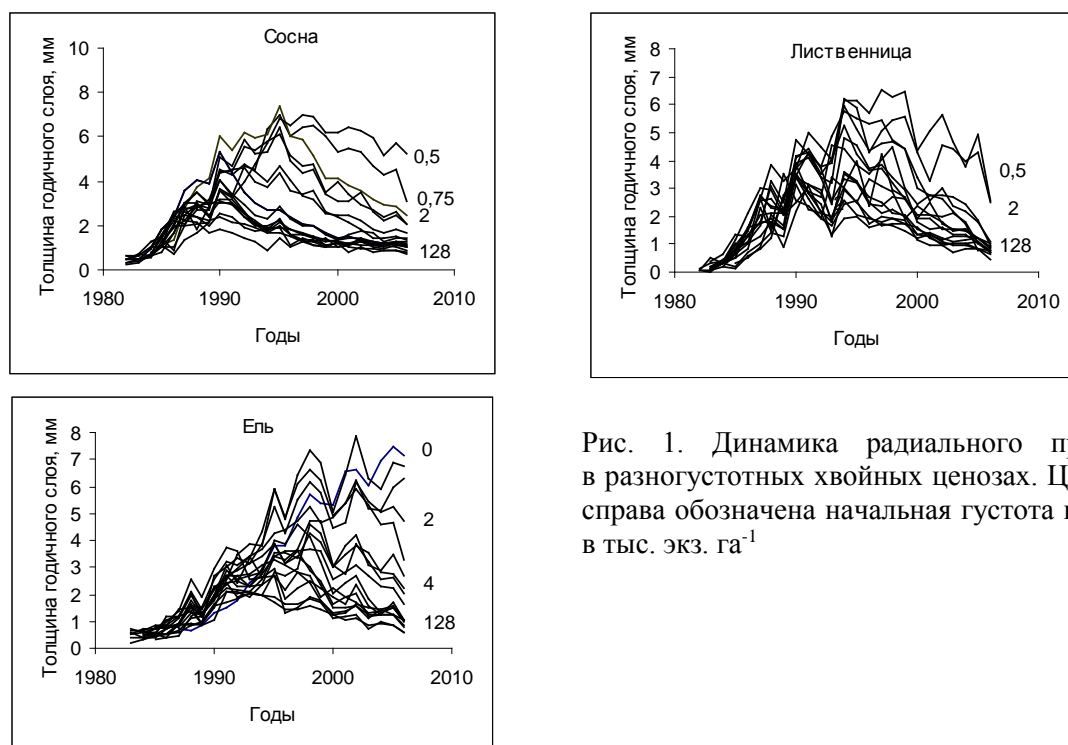 Сосна
Толщина годичного слоя, мм
10
8
6
4
2
0
1980 1990 2000 2010
Годы
0,5
0,75
2
128
Лиственница
Толщина годичного слоя, мм
8
7
6
5
4
3
2
1
0
1980 1990 2000 2010
Годы
0,5
2
128
Ель
Толщина годичного слоя, мм
8
7
6
5
4
3
2
1
0
1980 1990 2000 2010
Годы
0
2
4
128
Рис. 1. Динамика радиального
в разногустотных хвойных ценозах.
справа обозначена начальная густота
в тыс. экз. га⁻¹